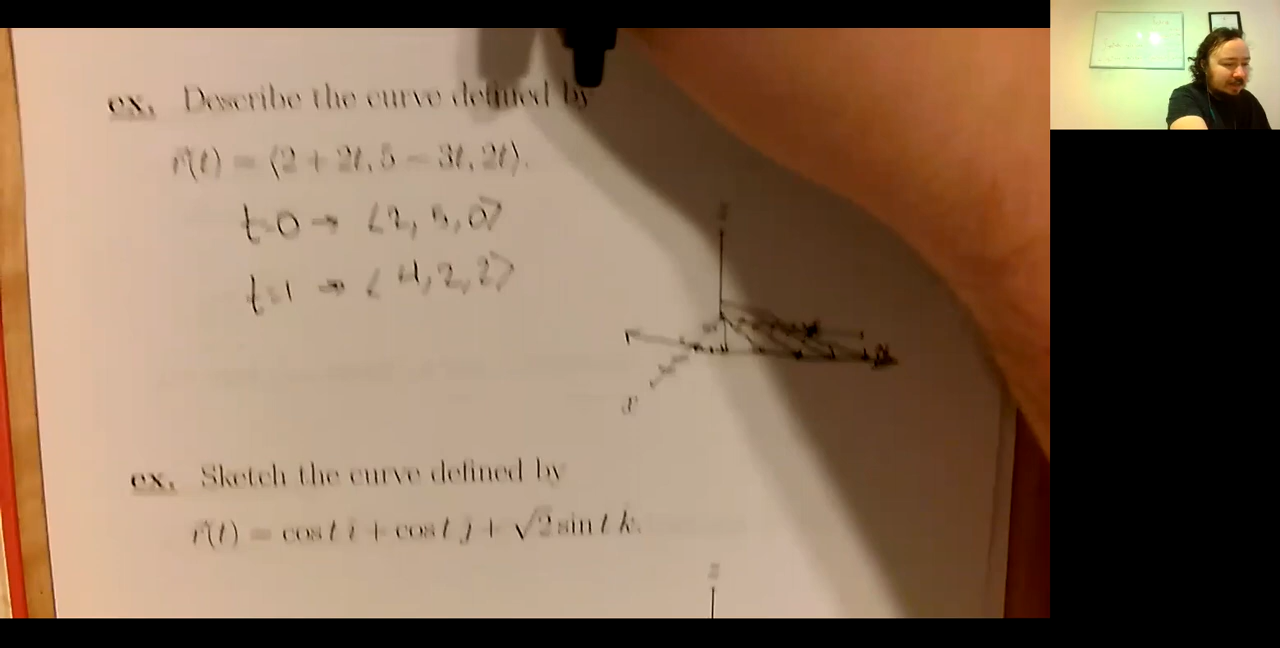 ex. Describe the curve defined by
r⃗(t) = ⟨2 + 2t, 5 − 3t, 2t⟩.
t=0 → ⟨2, 5, 0⟩
t=1 → ⟨4, 2, 2⟩
z
x
ex. Sketch the curve defined by
r⃗(t) = cos t i + cos t j + √2 sin t k.
z